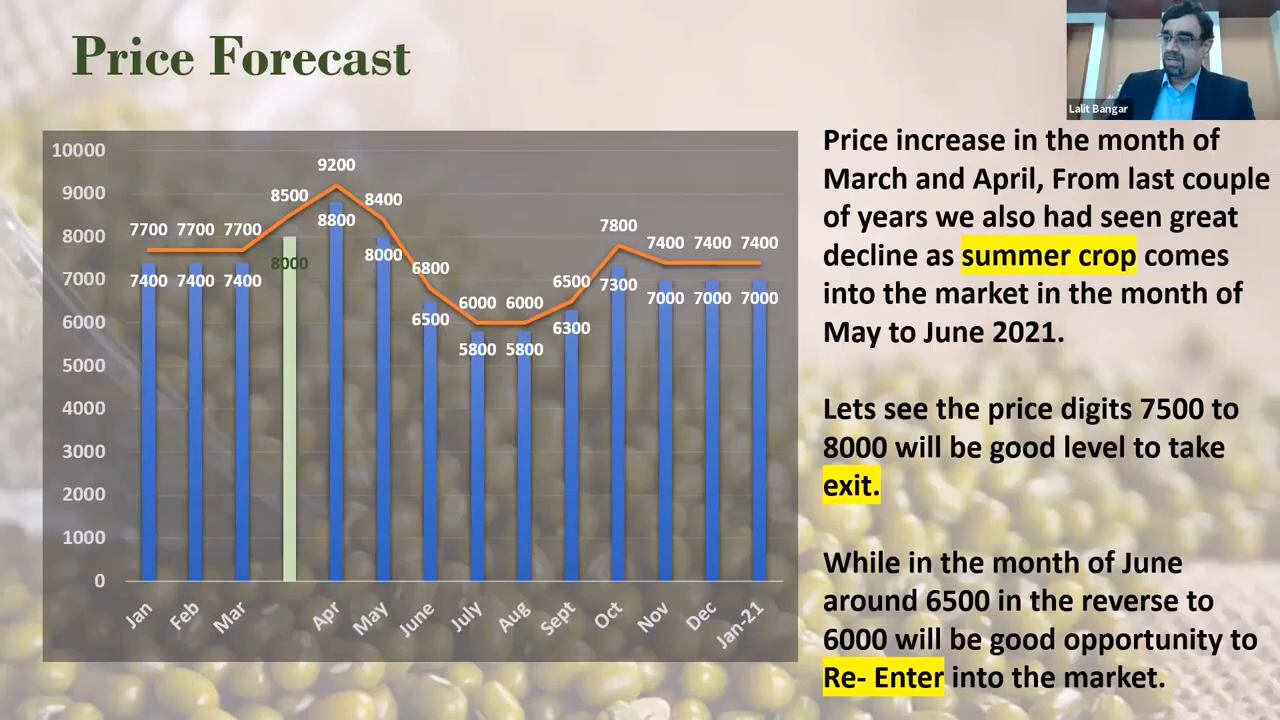 Price Forecast
Lalit Bangar
10000
9000
8000
7000
6000
5000
4000
3000
2000
1000
0
7700 7700 7700 8500 9200 8400 6800 6000 6000 6500 7800 7400 7400 7400
7400 7400 7400 8000 8800 8000 6500 5800 5800 6300 7300 7000 7000 7000
Jan Feb Mar Apr May June July Aug Sept Oct Nov Dec Jan-21
Price increase in the month of
March and April, From last couple
of years we also had seen great
decline as summer crop comes
into the market in the month of
May to June 2021.
Lets see the price digits 7500 to
8000 will be good level to take
exit.
While in the month of June
around 6500 in the reverse to
6000 will be good opportunity to
Re- Enter into the market.